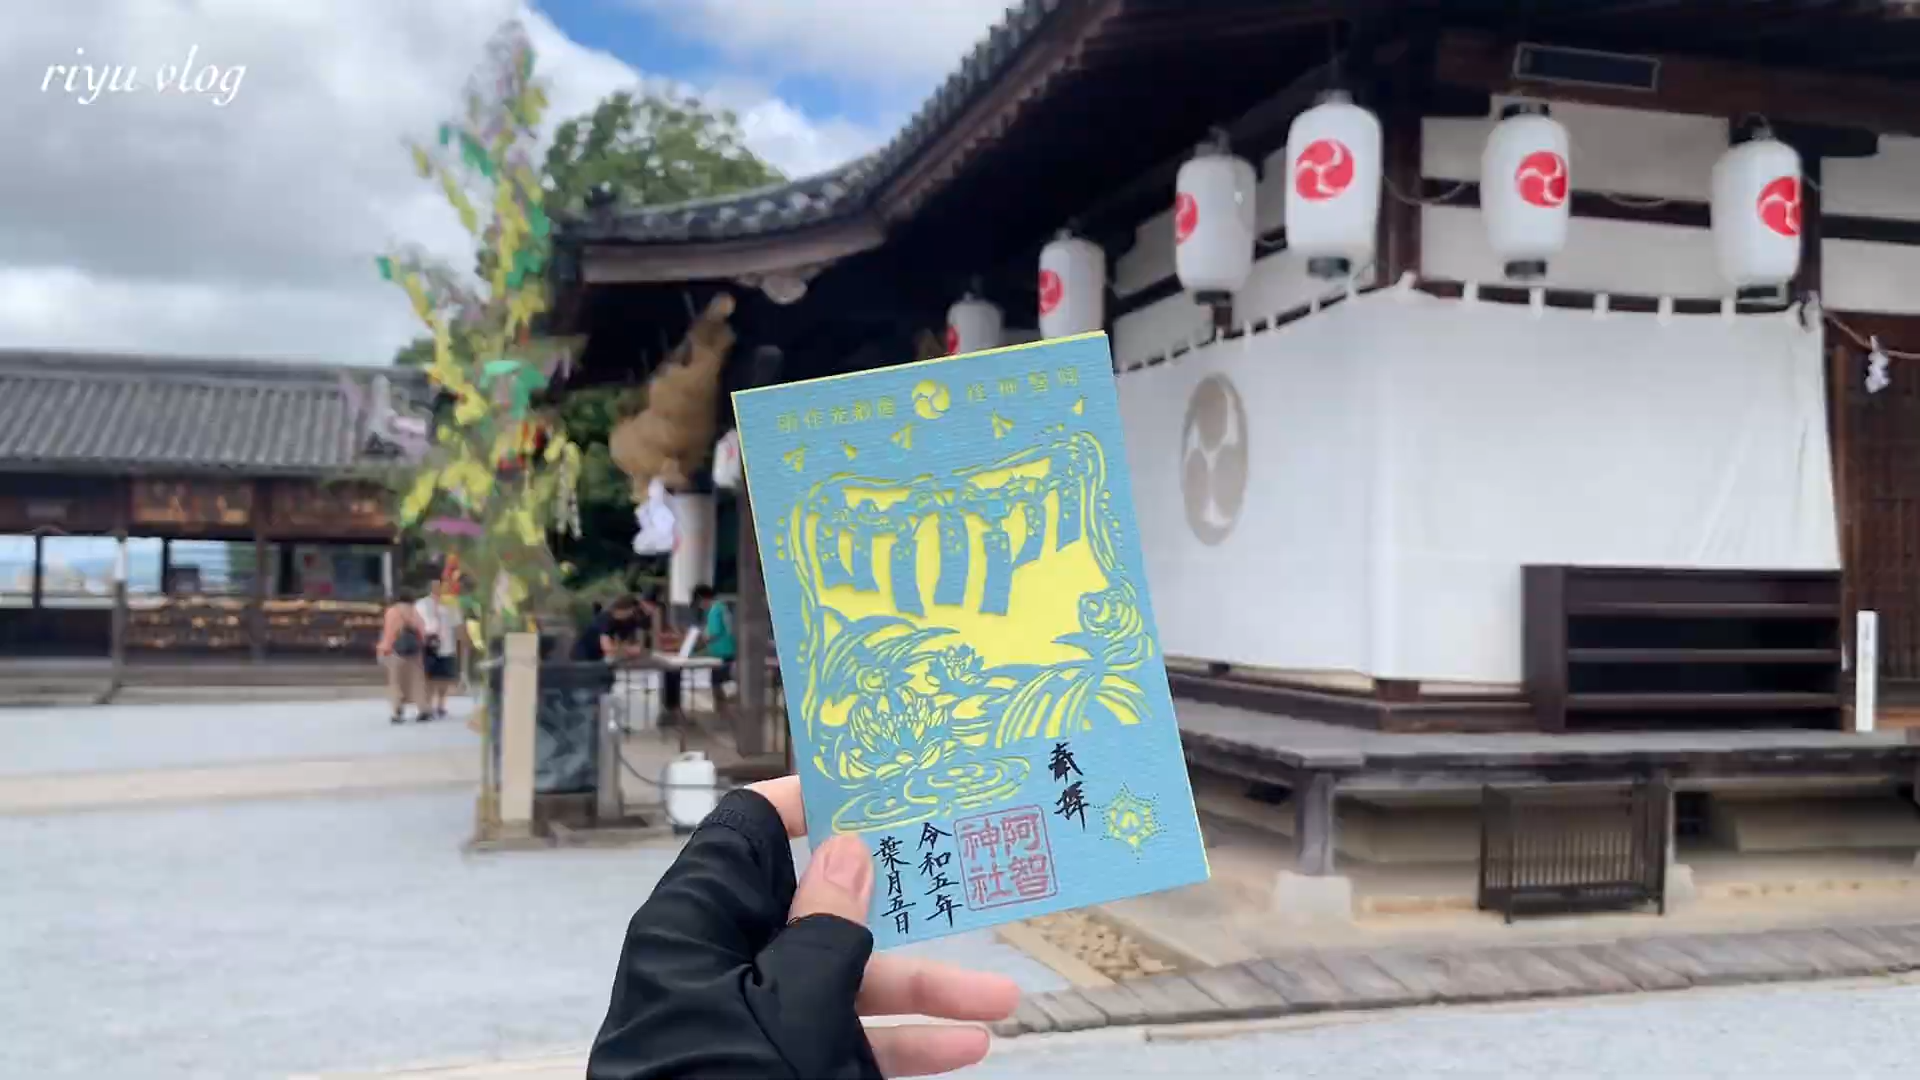 riyu vlog
奉拝
阿智
神社
令和五年
葉月五日